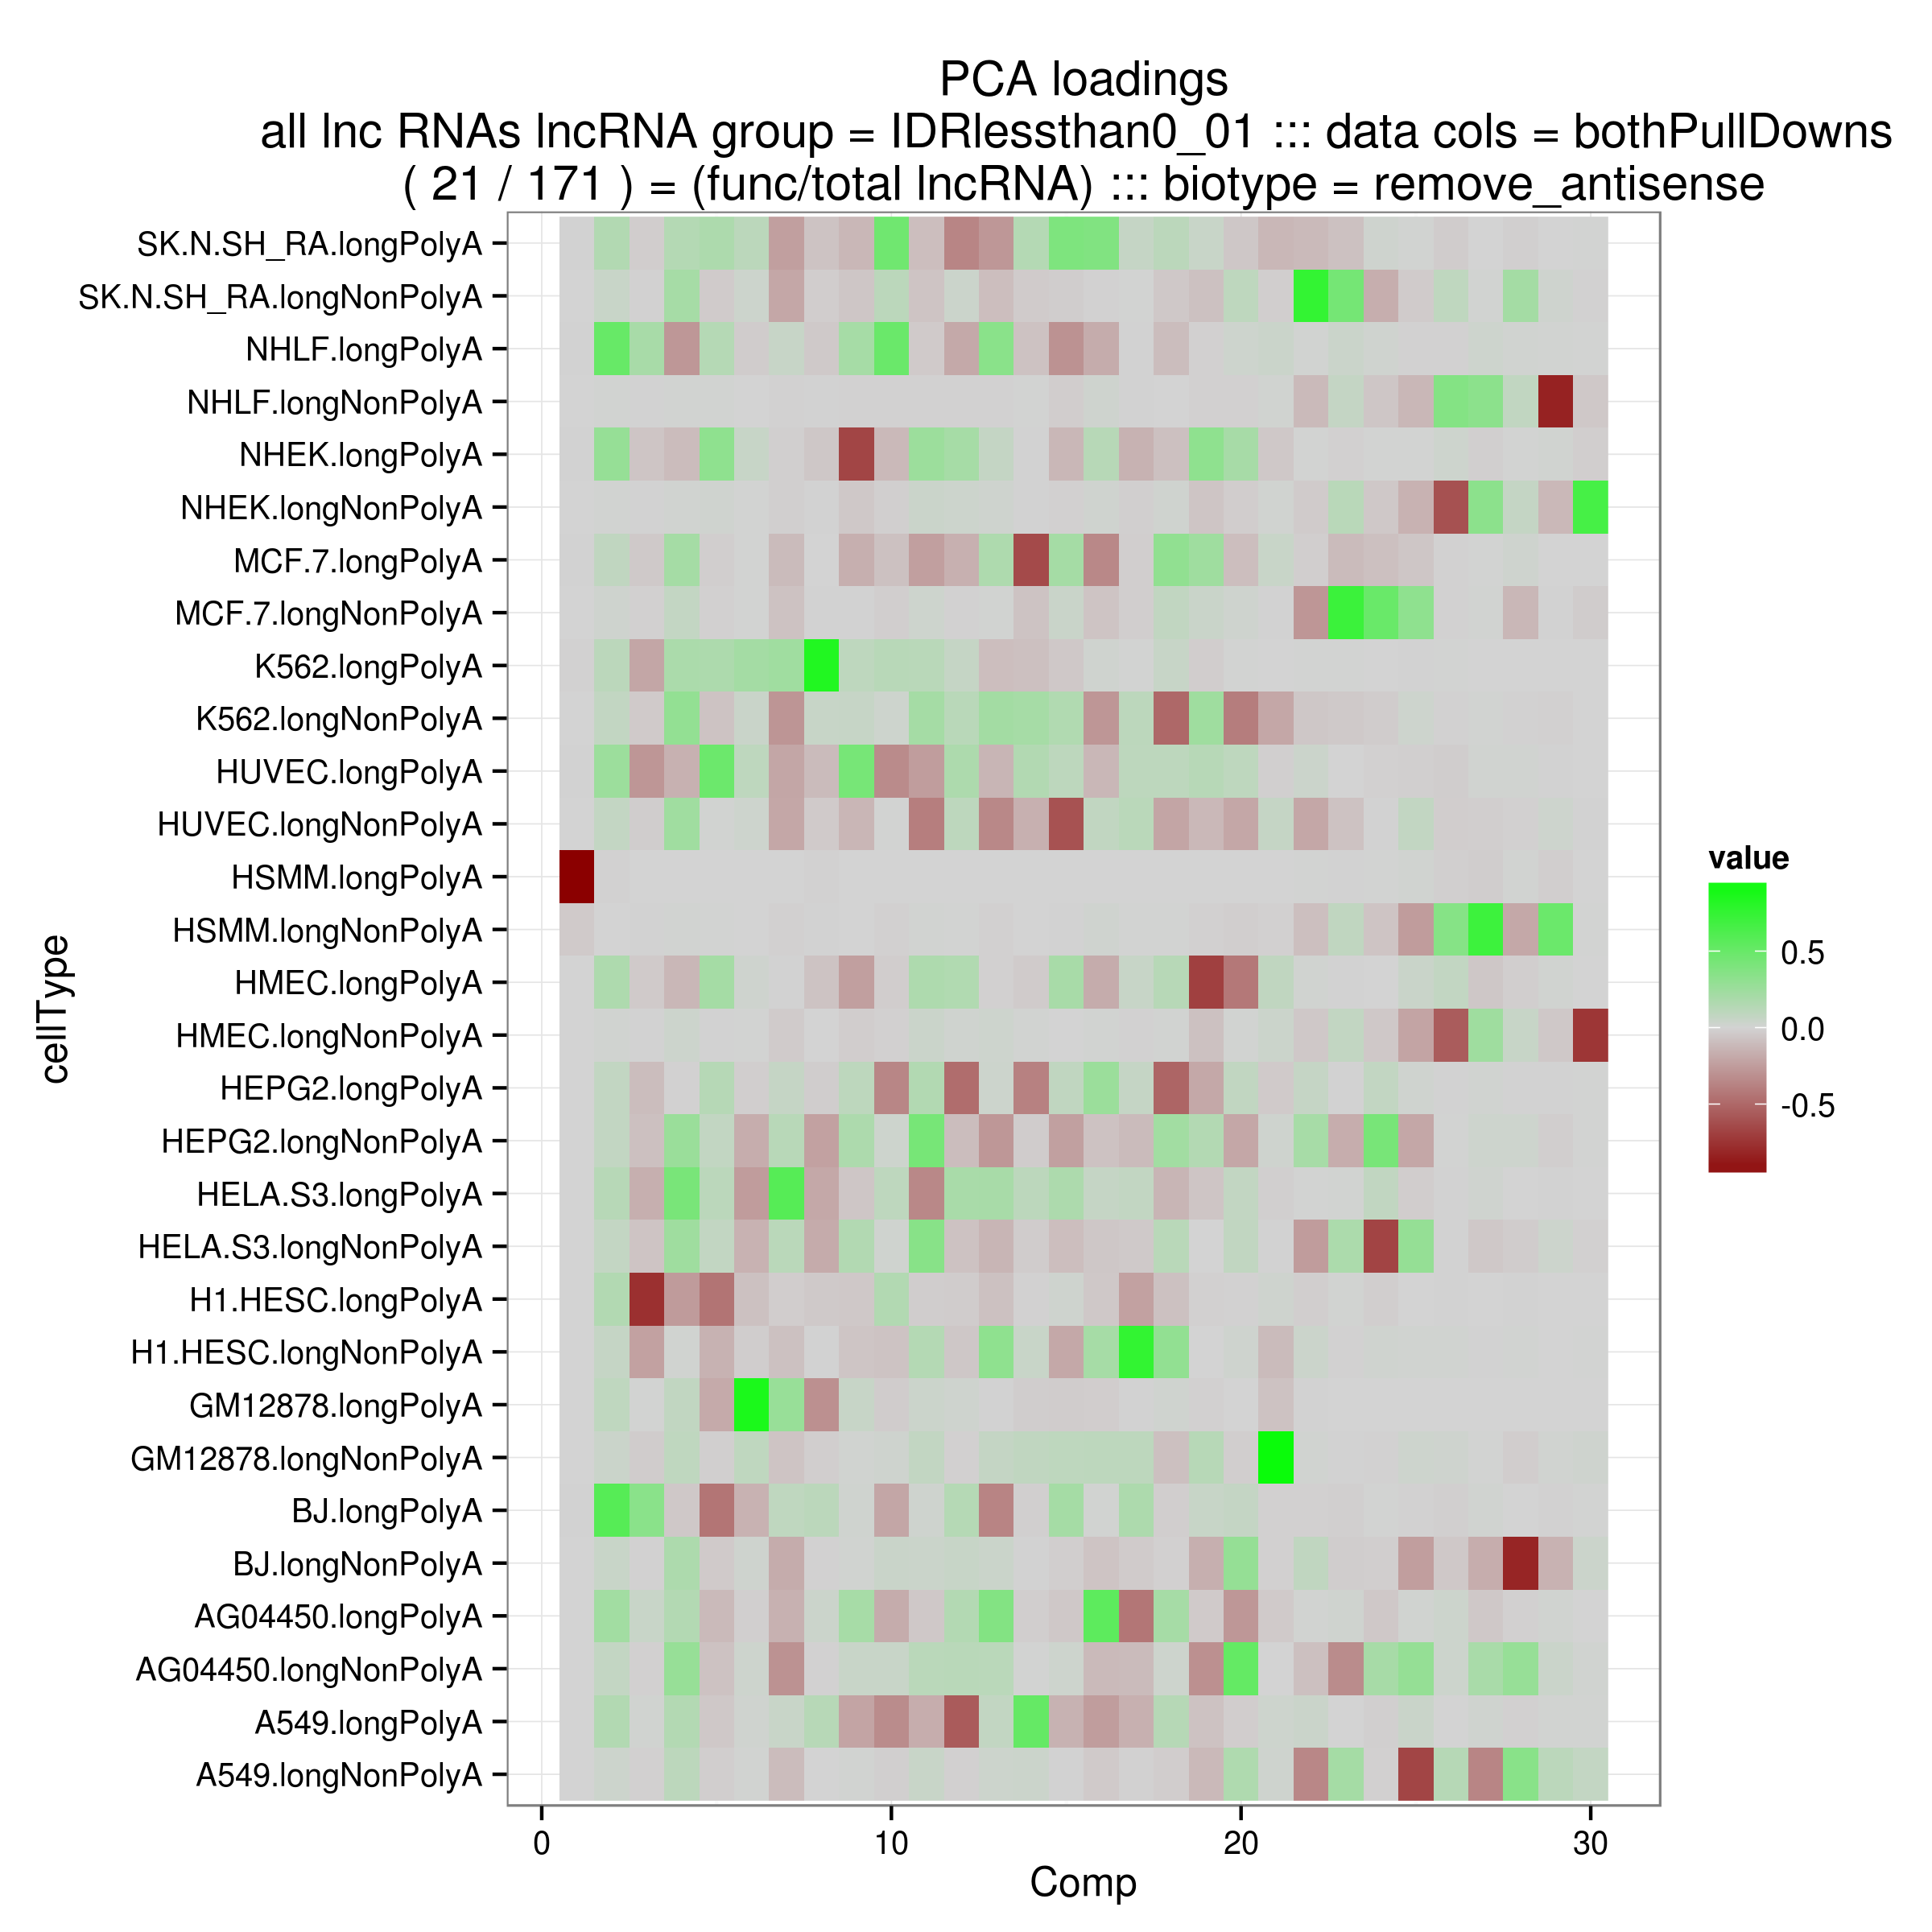 PCA loadings
all lnc RNAs lncRNA group = IDRlessthan0_01 ::: data cols = bothPullDowns
( 21 / 171 ) = (func/total lncRNA) ::: biotype = remove_antisense
SK.N.SH_RA.longPolyA
SK.N.SH_RA.longNonPolyA
NHLF.longPolyA
NHLF.longNonPolyA
NHEK.longPolyA
NHEK.longNonPolyA
MCF.7.longPolyA
MCF.7.longNonPolyA
K562.longPolyA
K562.longNonPolyA
HUVEC.longPolyA
HUVEC.longNonPolyA
HSMM.longPolyA
HSMM.longNonPolyA
HMEC.longPolyA
HMEC.longNonPolyA
HEPG2.longPolyA
HEPG2.longNonPolyA
HELA.S3.longPolyA
HELA.S3.longNonPolyA
H1.HESC.longPolyA
H1.HESC.longNonPolyA
GM12878.longPolyA
GM12878.longNonPolyA
BJ.longPolyA
BJ.longNonPolyA
AG04450.longPolyA
AG04450.longNonPolyA
A549.longPolyA
A549.longNonPolyA
cellType
0 10 20 30
Comp
value
0.5
0.0
-0.5